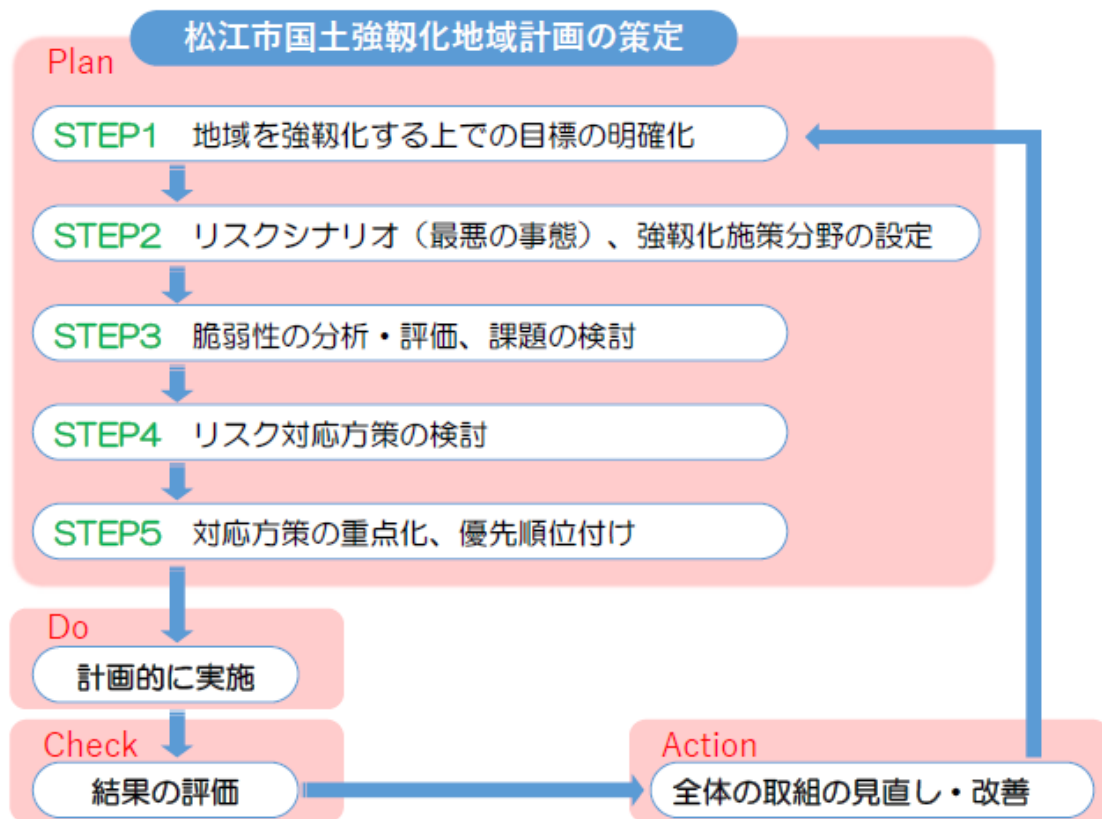 松江市国土強靱化地域計画の策定
Plan
STEP1 地域を強靱化する上での目標の明確化
STEP2 リスクシナリオ（最悪の事態）、強靱化施策分野の設定
STEP3 脆弱性の分析・評価、課題の検討
STEP4 リスク対応方策の検討
STEP5 対応方策の重点化、優先順位付け
Do
計画的に実施
Check
結果の評価
Action
全体の取組の見直し・改善